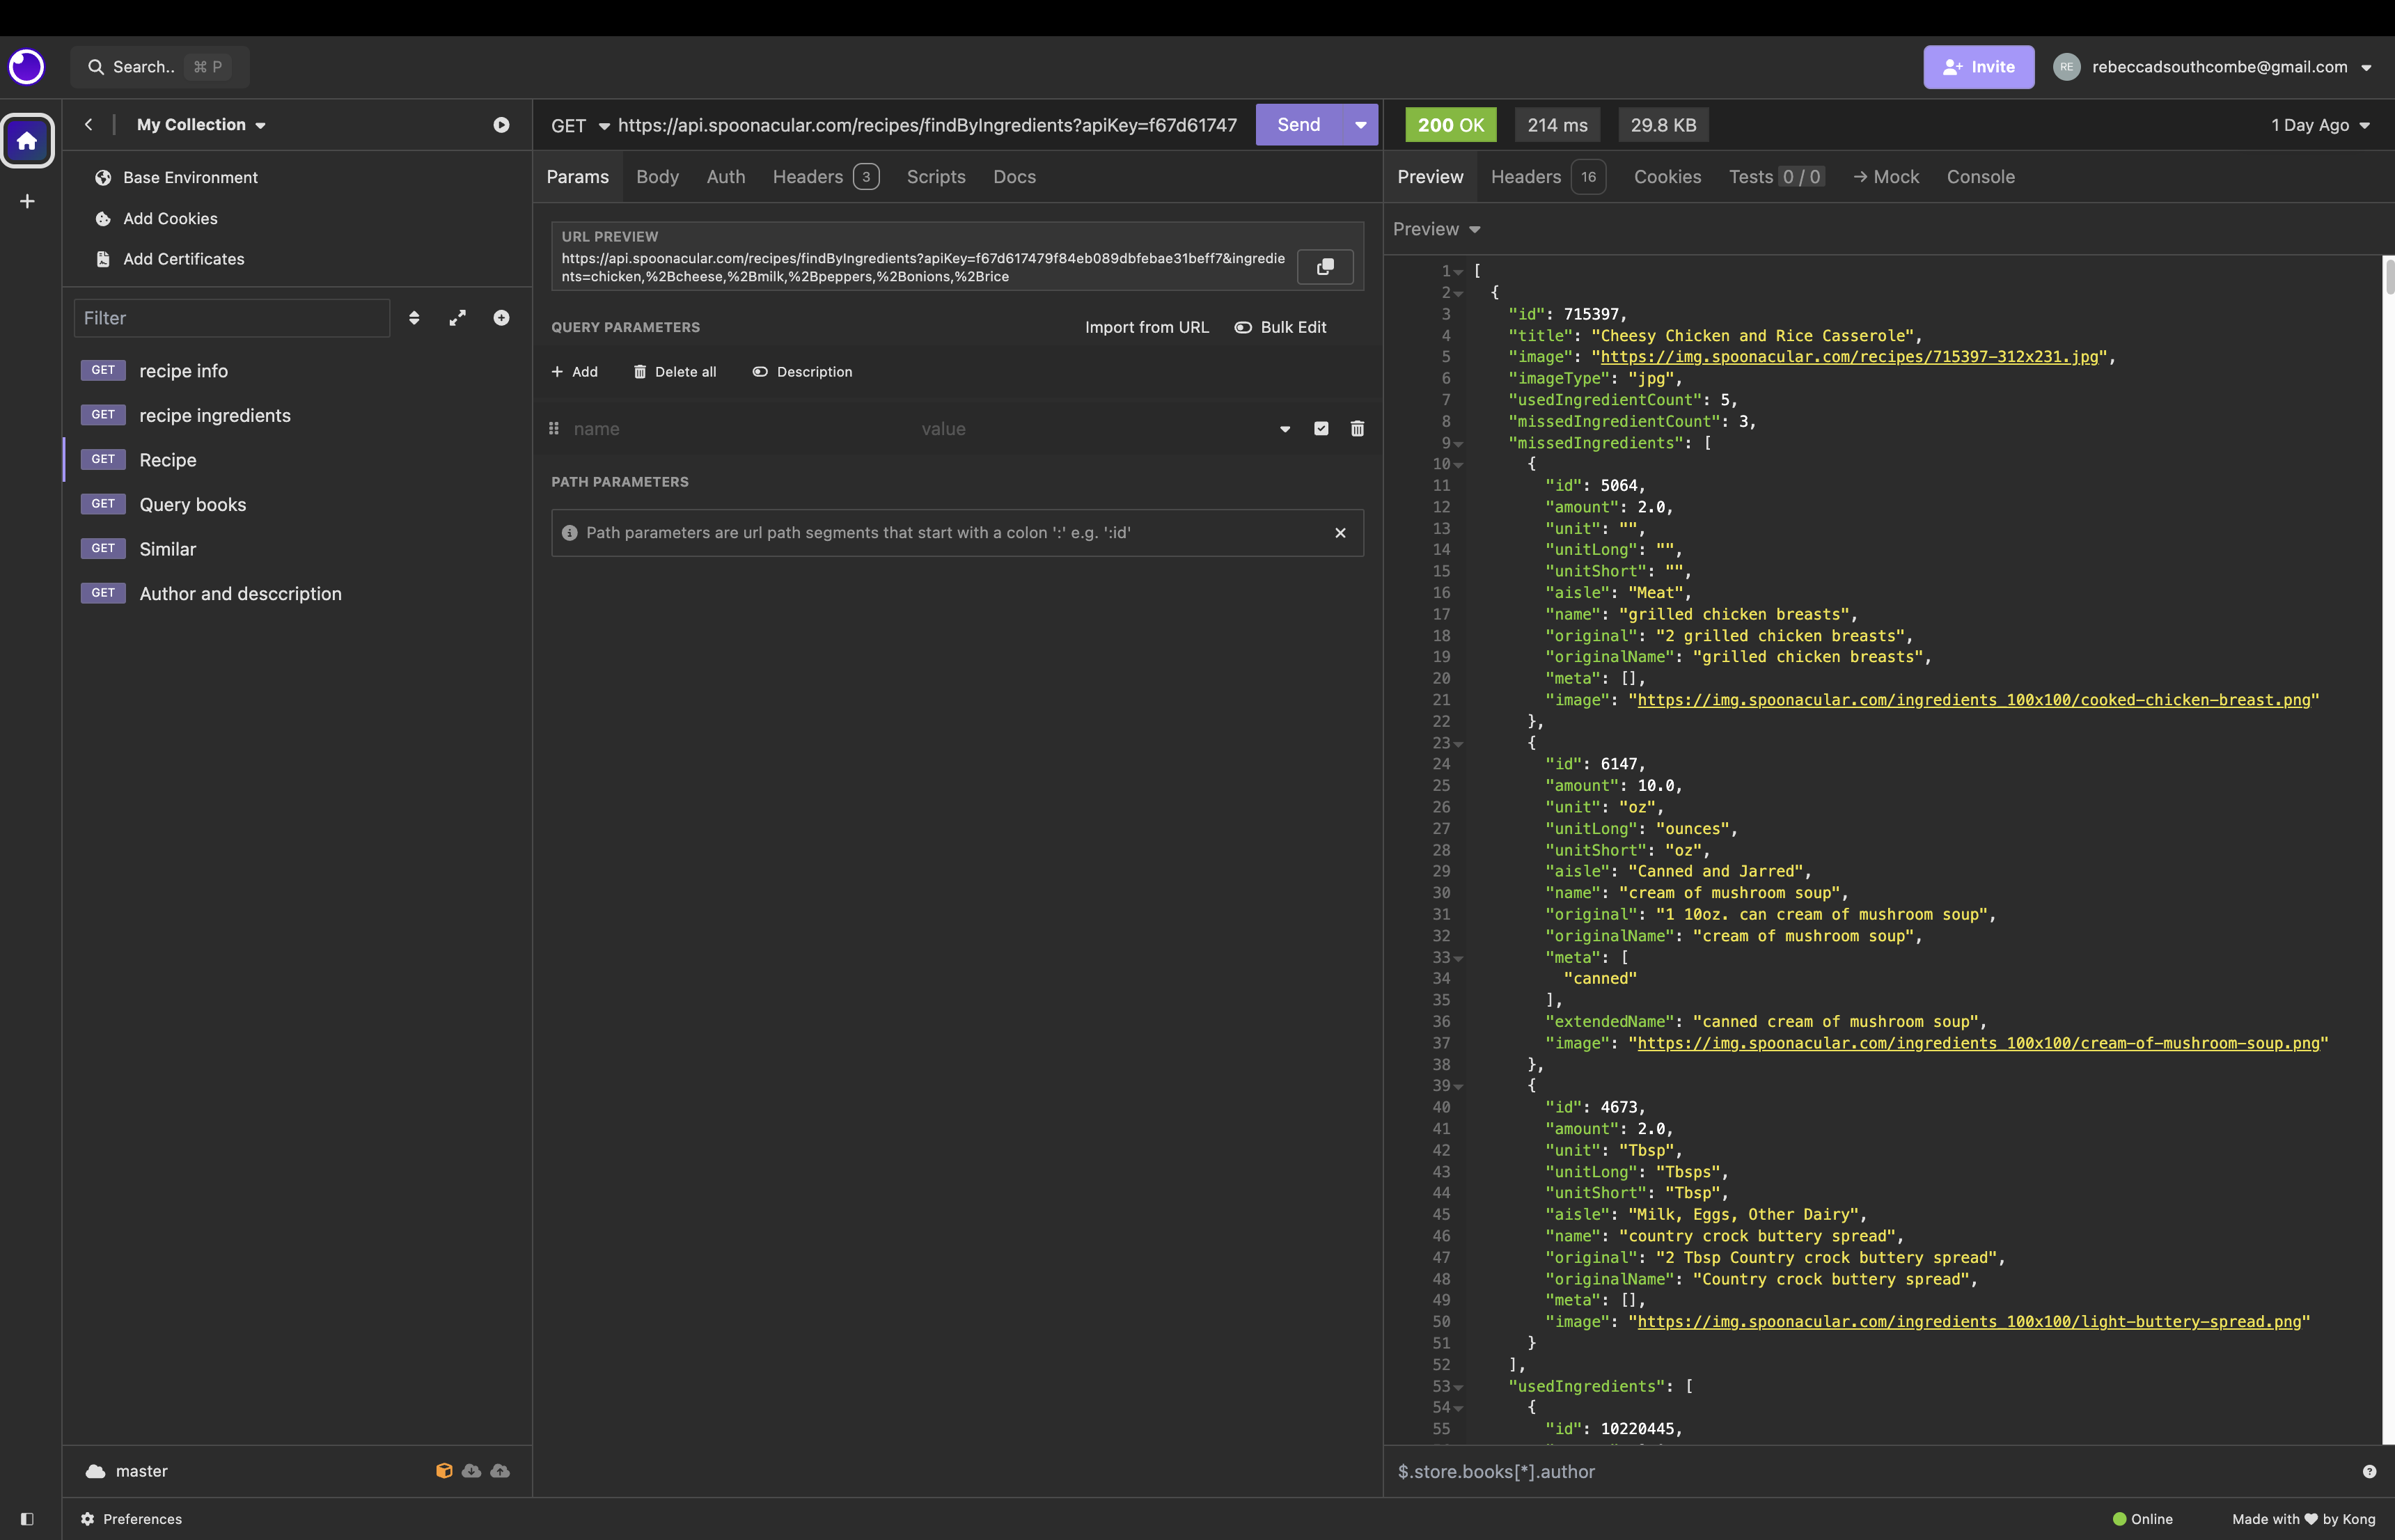 Search.. ⌘ P
Invite
RE rebeccadsouthcombe@gmail.com
My Collection
Base Environment
Add Cookies
Add Certificates
Filter
GET recipe info
GET recipe ingredients
GET Recipe
GET Query books
GET Similar
GET Author and desccription
master
Preferences
GET https://api.spoonacular.com/recipes/findByIngredients?apiKey=f67d61747 Send
Params Body Auth Headers 3 Scripts Docs
URL PREVIEW
https://api.spoonacular.com/recipes/findByIngredients?apiKey=f67d617479f84eb089dbfebae31beff7&ingredie
nts=chicken,%2Bcheese,%2Bmilk,%2Bpeppers,%2Bonions,%2Brice
QUERY PARAMETERS Import from URL Bulk Edit
+ Add Delete all Description
name value
PATH PARAMETERS
Path parameters are url path segments that start with a colon ':' e.g. ':id'
200 OK 214 ms 29.8 KB 1 Day Ago
Preview Headers 16 Cookies Tests 0 / 0 → Mock Console
Preview
1 [
2 {
3 "id": 715397,
4 "title": "Cheesy Chicken and Rice Casserole",
5 "image": "https://img.spoonacular.com/recipes/715397-312x231.jpg",
6 "imageType": "jpg",
7 "usedIngredientCount": 5,
8 "missedIngredientCount": 3,
9 "missedIngredients": [
10 {
11 "id": 5064,
12 "amount": 2.0,
13 "unit": "",
14 "unitLong": "",
15 "unitShort": "",
16 "aisle": "Meat",
17 "name": "grilled chicken breasts",
18 "original": "2 grilled chicken breasts",
19 "originalName": "grilled chicken breasts",
20 "meta": [],
21 "image": "https://img.spoonacular.com/ingredients_100x100/cooked-chicken-breast.png"
22 },
23 {
24 "id": 6147,
25 "amount": 10.0,
26 "unit": "oz",
27 "unitLong": "ounces",
28 "unitShort": "oz",
29 "aisle": "Canned and Jarred",
30 "name": "cream of mushroom soup",
31 "original": "1 10oz. can cream of mushroom soup",
32 "originalName": "cream of mushroom soup",
33 "meta": [
34 "canned"
35 ],
36 "extendedName": "canned cream of mushroom soup",
37 "image": "https://img.spoonacular.com/ingredients_100x100/cream-of-mushroom-soup.png"
38 },
39 {
40 "id": 4673,
41 "amount": 2.0,
42 "unit": "Tbsp",
43 "unitLong": "Tbsps",
44 "unitShort": "Tbsp",
45 "aisle": "Milk, Eggs, Other Dairy",
46 "name": "country crock buttery spread",
47 "original": "2 Tbsp Country crock buttery spread",
48 "originalName": "Country crock buttery spread",
49 "meta": [],
50 "image": "https://img.spoonacular.com/ingredients_100x100/light-buttery-spread.png"
51 }
52 ],
53 "usedIngredients": [
54 {
55 "id": 10220445,
$.store.books[*].author
Online Made with ♥ by Kong